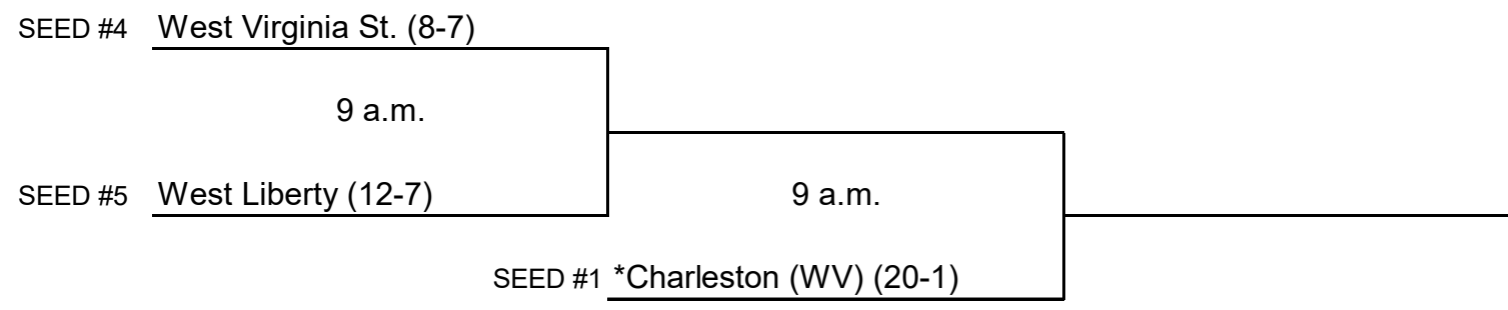 SEED #4 West Virginia St. (8-7)
9 a.m.
SEED #5 West Liberty (12-7)
9 a.m.
SEED #1 *Charleston (WV) (20-1)